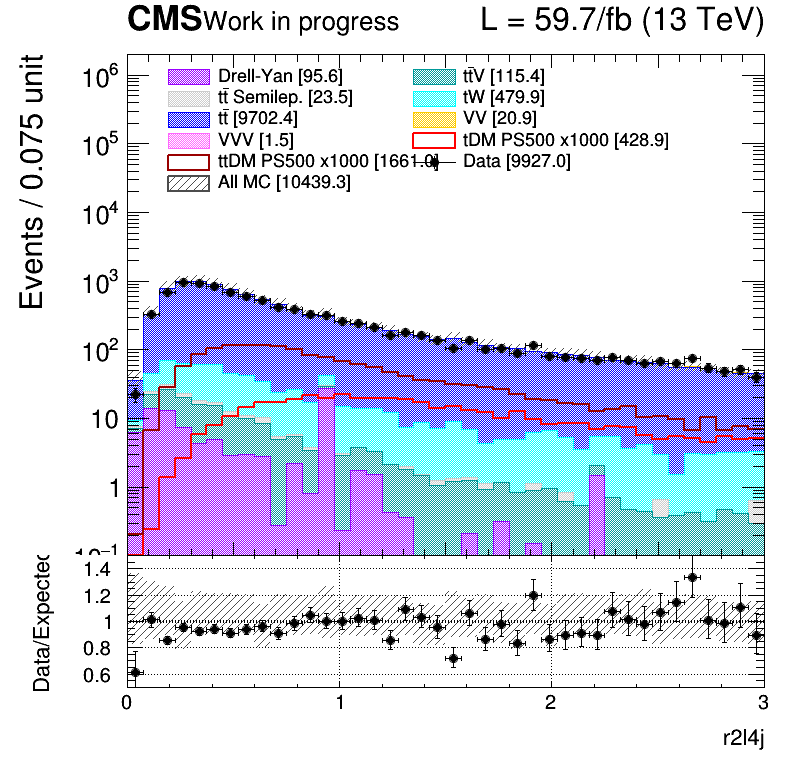 CMS Work in progress L = 59.7/fb (13 TeV)
Events / 0.075 unit
10⁶
10⁵
10⁴
10³
10²
10
1
10⁻¹
Drell-Yan [95.6]
tt̄ Semilep. [23.5]
tt̄ [9702.4]
VVV [1.5]
ttDM PS500 x1000 [1661.0]
All MC [10439.3]
tt̄V [115.4]
tW [479.9]
VV [20.9]
tDM PS500 x1000 [428.9]
Data [9927.0]
Data/Expected
1.4
1.2
1
0.8
0.6
0 1 2 3
r2l4j